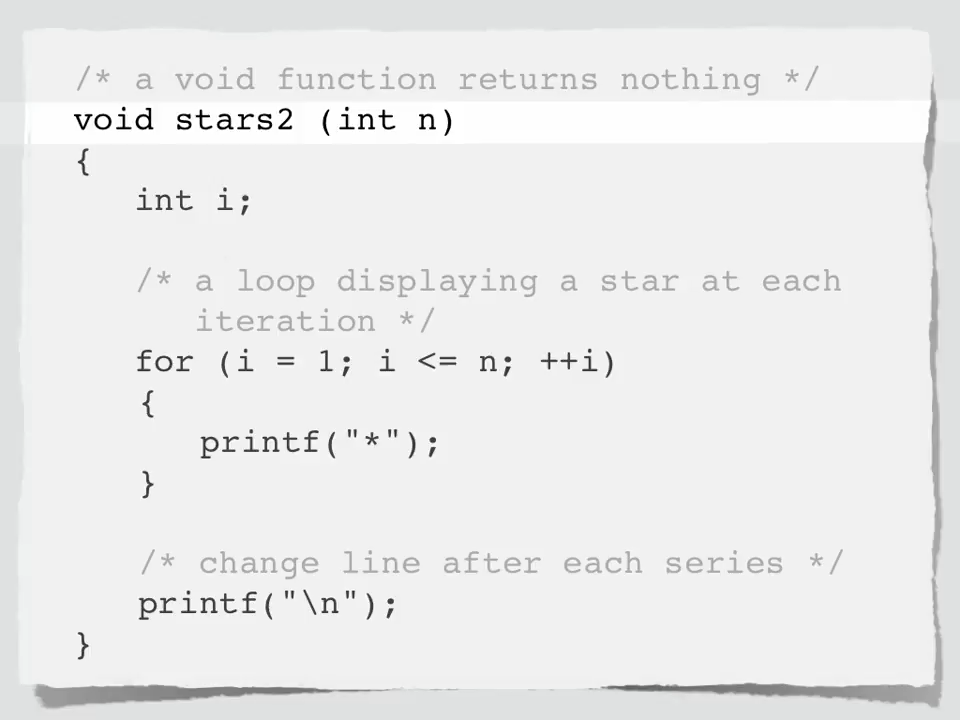 /* a void function returns nothing */
void stars2 (int n)
{
   int i;

   /* a loop displaying a star at each
      iteration */
   for (i = 1; i <= n; ++i)
   {
      printf("*");
   }

   /* change line after each series */
   printf("\n");
}